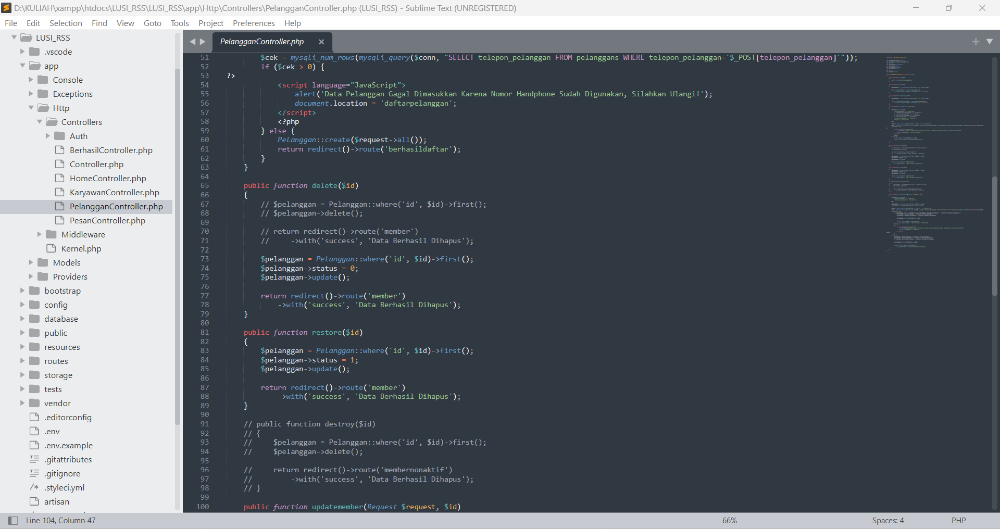 D:\KULIAH\xampp\htdocs\LUSI_RSS\LUSI_RSS\app\Http\Controllers\PelangganController.php (LUSI_RSS) - Sublime Text (UNREGISTERED)
File Edit Selection Find View Goto Tools Project Preferences Help
LUSI_RSS
.vscode
app
Console
Exceptions
Http
Controllers
Auth
BerhasilController.php
Controller.php
HomeController.php
KaryawanController.php
PelangganController.php
PesanController.php
Middleware
Kernel.php
Models
Providers
bootstrap
config
database
public
resources
routes
storage
tests
vendor
.editorconfig
.env
.env.example
.gitattributes
.gitignore
/* .styleci.yml
artisan
PelangganController.php
51 $cek = mysqli_num_rows(mysqli_query($conn, "SELECT telepon_pelanggan FROM pelanggans WHERE telepon_pelanggan='$_POST[telepon_pelanggan]'"));
52 if ($cek > 0) {
53 ?>
54 <script language="JavaScript">
55 alert('Data Pelanggan Gagal Dimasukkan Karena Nomor Handphone Sudah Digunakan, Silahkan Ulangi!');
56 document.location = 'daftarpelanggan';
57 </script>
58 <?php
59 } else {
60 Pelanggan::create($request->all());
61 return redirect()->route('berhasildaftar');
62 }
63 }
64
65 public function delete($id)
66 {
67 // $pelanggan = Pelanggan::where('id', $id)->first();
68 // $pelanggan->delete();
69
70 // return redirect()->route('member')
71 // ->with('success', 'Data Berhasil Dihapus');
72
73 $pelanggan = Pelanggan::where('id', $id)->first();
74 $pelanggan->status = 0;
75 $pelanggan->update();
76
77 return redirect()->route('member')
78 ->with('success', 'Data Berhasil Dihapus');
79 }
80
81 public function restore($id)
82 {
83 $pelanggan = Pelanggan::where('id', $id)->first();
84 $pelanggan->status = 1;
85 $pelanggan->update();
86
87 return redirect()->route('member')
88 ->with('success', 'Data Berhasil Dihapus');
89 }
90
91 // public function destroy($id)
92 // {
93 // $pelanggan = Pelanggan::where('id', $id)->first();
94 // $pelanggan->delete();
95
96 // return redirect()->route('membernonaktif')
97 // ->with('success', 'Data Berhasil Dihapus');
98 // }
99
100 public function updatemember(Request $request, $id)
Line 104, Column 47
66%
Spaces: 4
PHP